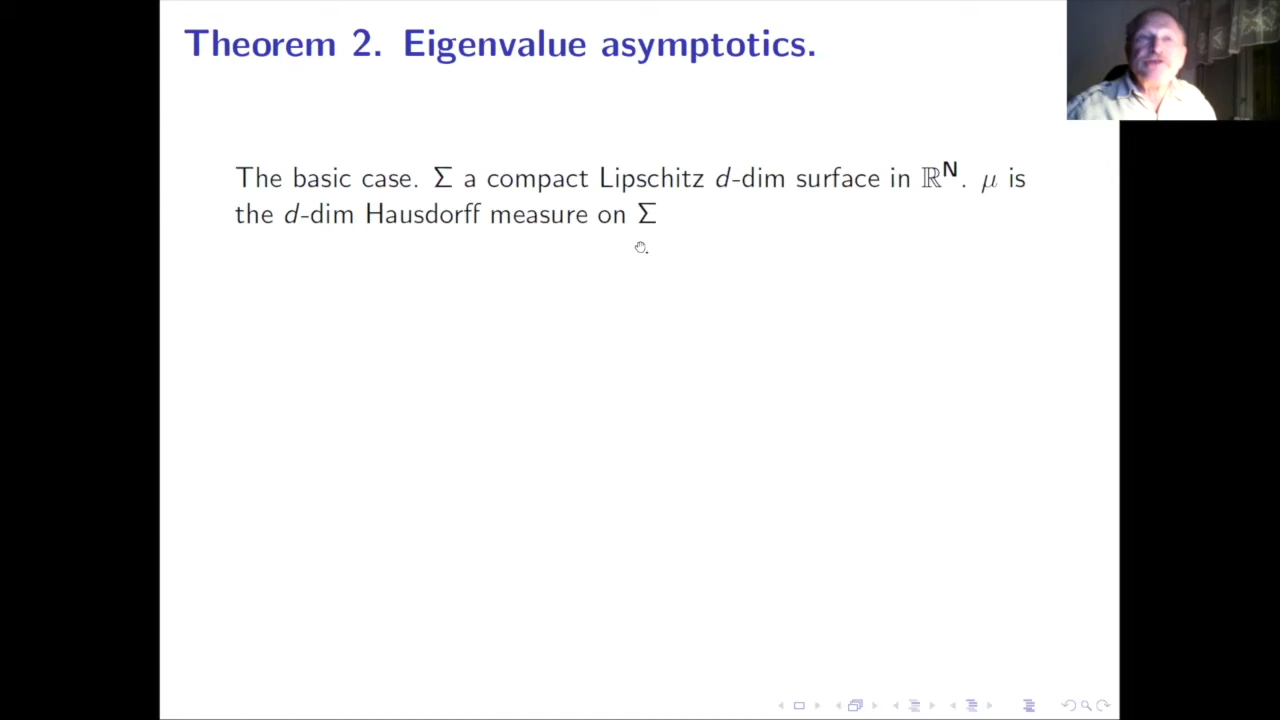 Theorem 2. Eigenvalue asymptotics.
The basic case. Σ a compact Lipschitz d-dim surface in ℝᴺ. μ is
the d-dim Hausdorff measure on Σ